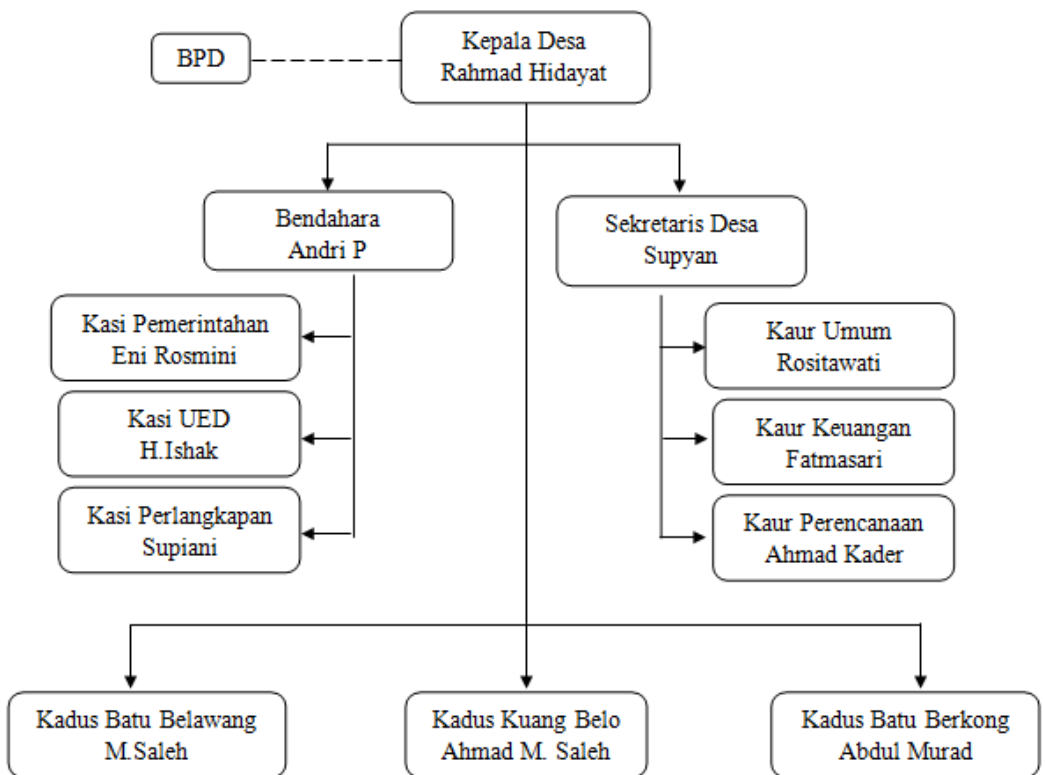 BPD
Kepala Desa
Rahmad Hidayat
Bendahara
Andri P
Sekretaris Desa
Supyan
Kasi Pemerintahan
Eni Rosmini
Kaur Umum
Rositawati
Kasi UED
H.Ishak
Kaur Keuangan
Fatmasari
Kasi Perlangkapan
Supiani
Kaur Perencanaan
Ahmad Kader
Kadus Batu Belawang
M.Saleh
Kadus Kuang Belo
Ahmad M. Saleh
Kadus Batu Berkong
Abdul Murad